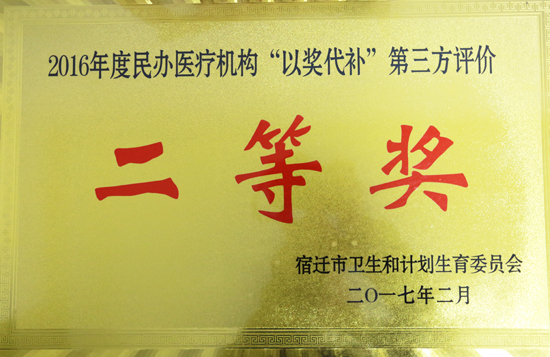 2016年度民办医疗机构“以奖代补”第三方评价
二等奖
宿迁市卫生和计划生育委员会
二〇一七年二月